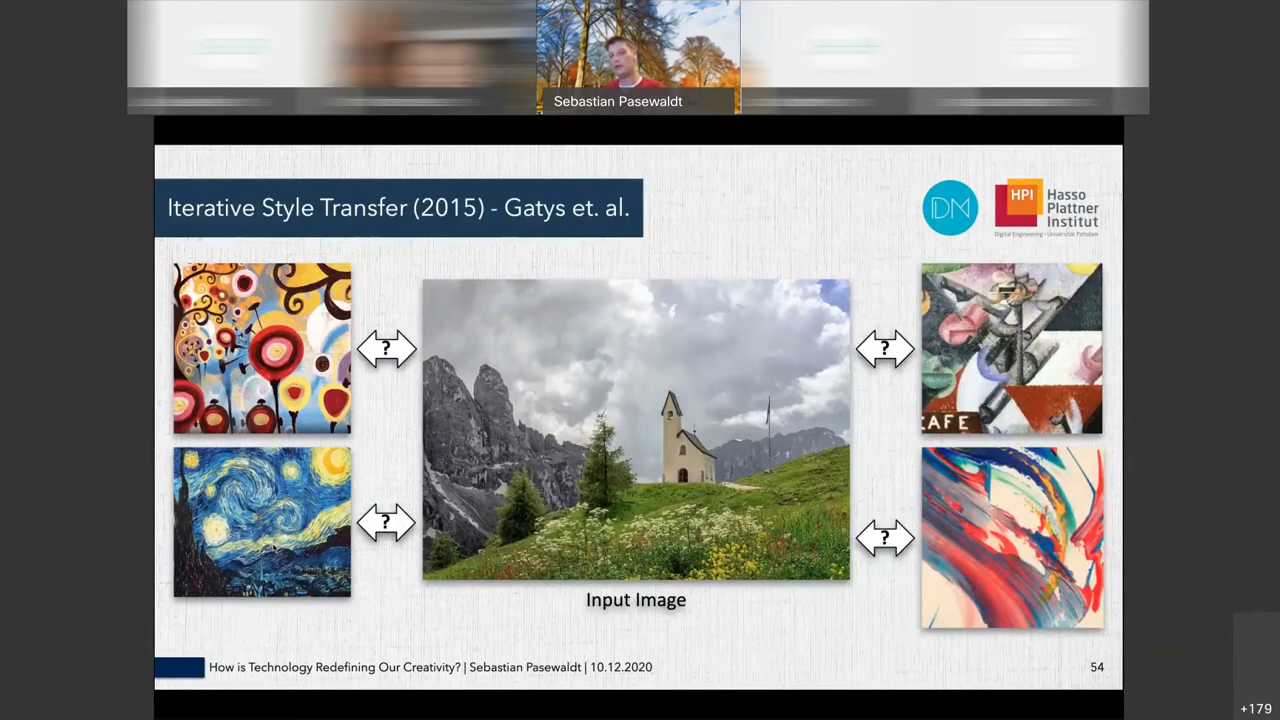 Sebastian Pasewaldt
Iterative Style Transfer (2015) - Gatys et. al.
DM
HPI
Hasso
Plattner
Institut
Digital Engineering • Universität Potsdam
?
?
CAFE
?
?
Input Image
How is Technology Redefining Our Creativity? | Sebastian Pasewaldt | 10.12.2020
54
+179